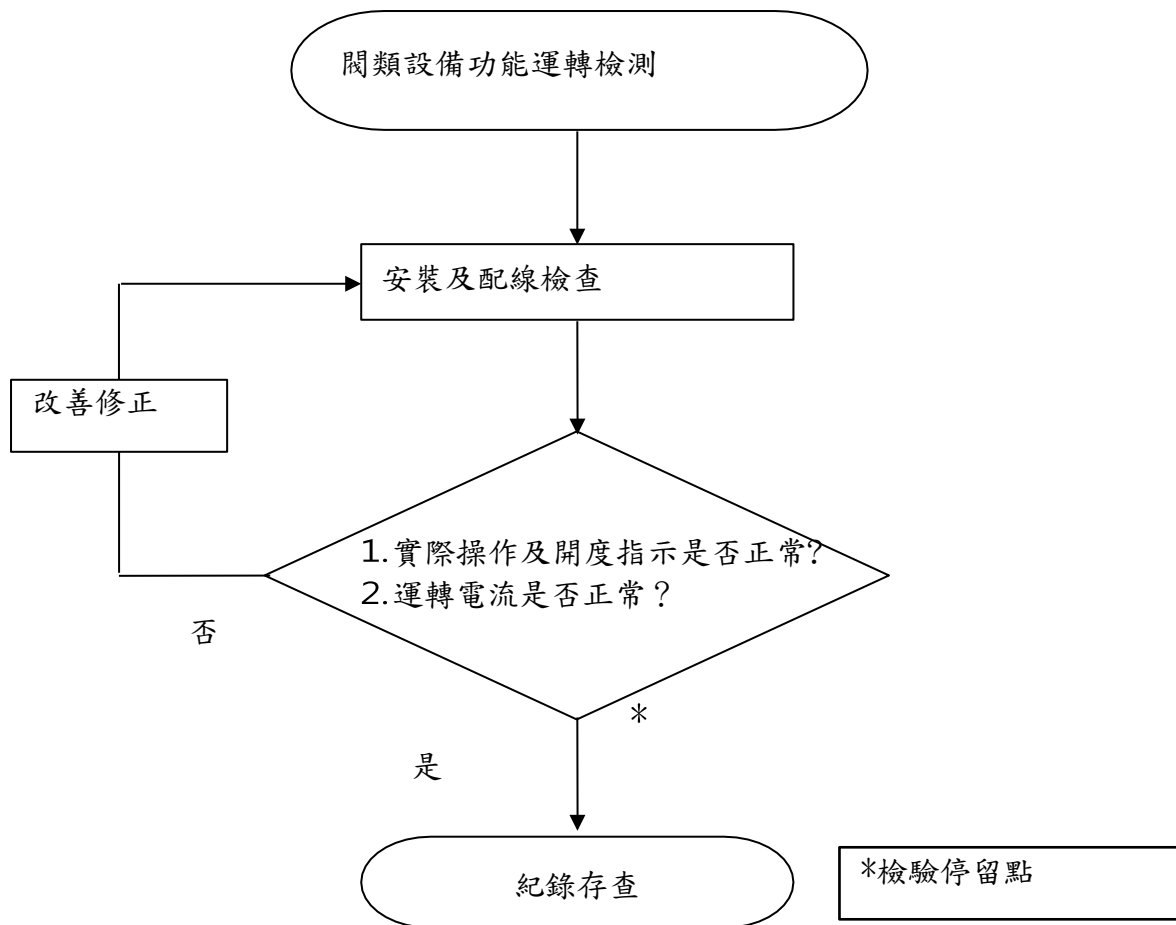 閥類設備功能運轉檢測
安裝及配線檢查
改善修正
1.實際操作及開度指示是否正常?
2.運轉電流是否正常？
否
*
是
紀錄存查
*檢驗停留點